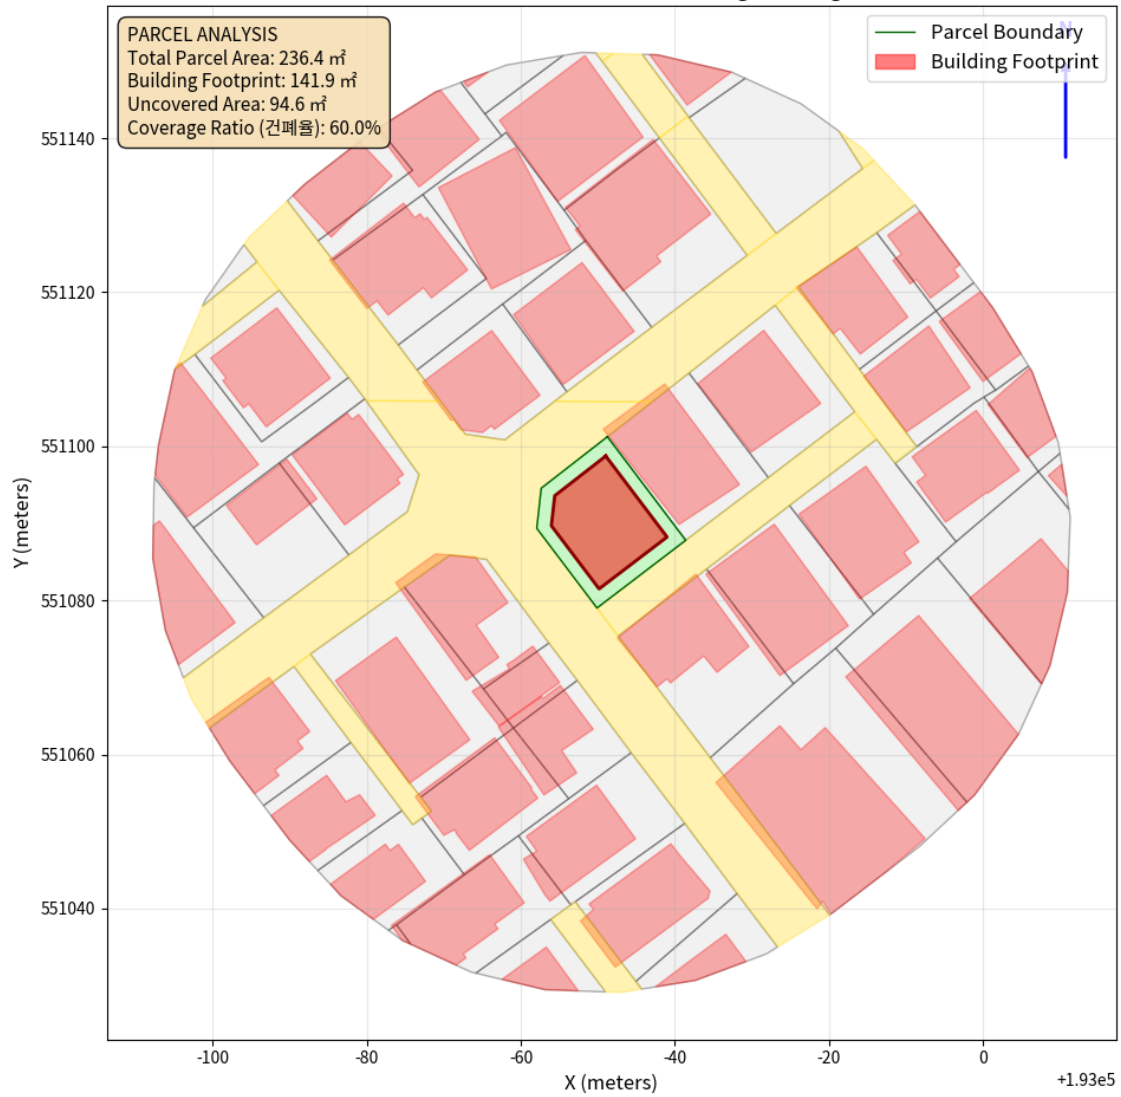 PARCEL ANALYSIS
Total Parcel Area: 236.4 ㎡
Building Footprint: 141.9 ㎡
Uncovered Area: 94.6 ㎡
Coverage Ratio (건폐율): 60.0%
N
Parcel Boundary
Building Footprint
551140
551120
551100
551080
551060
551040
Y (meters)
-100
-80
-60
-40
-20
0
+1.93e5
X (meters)